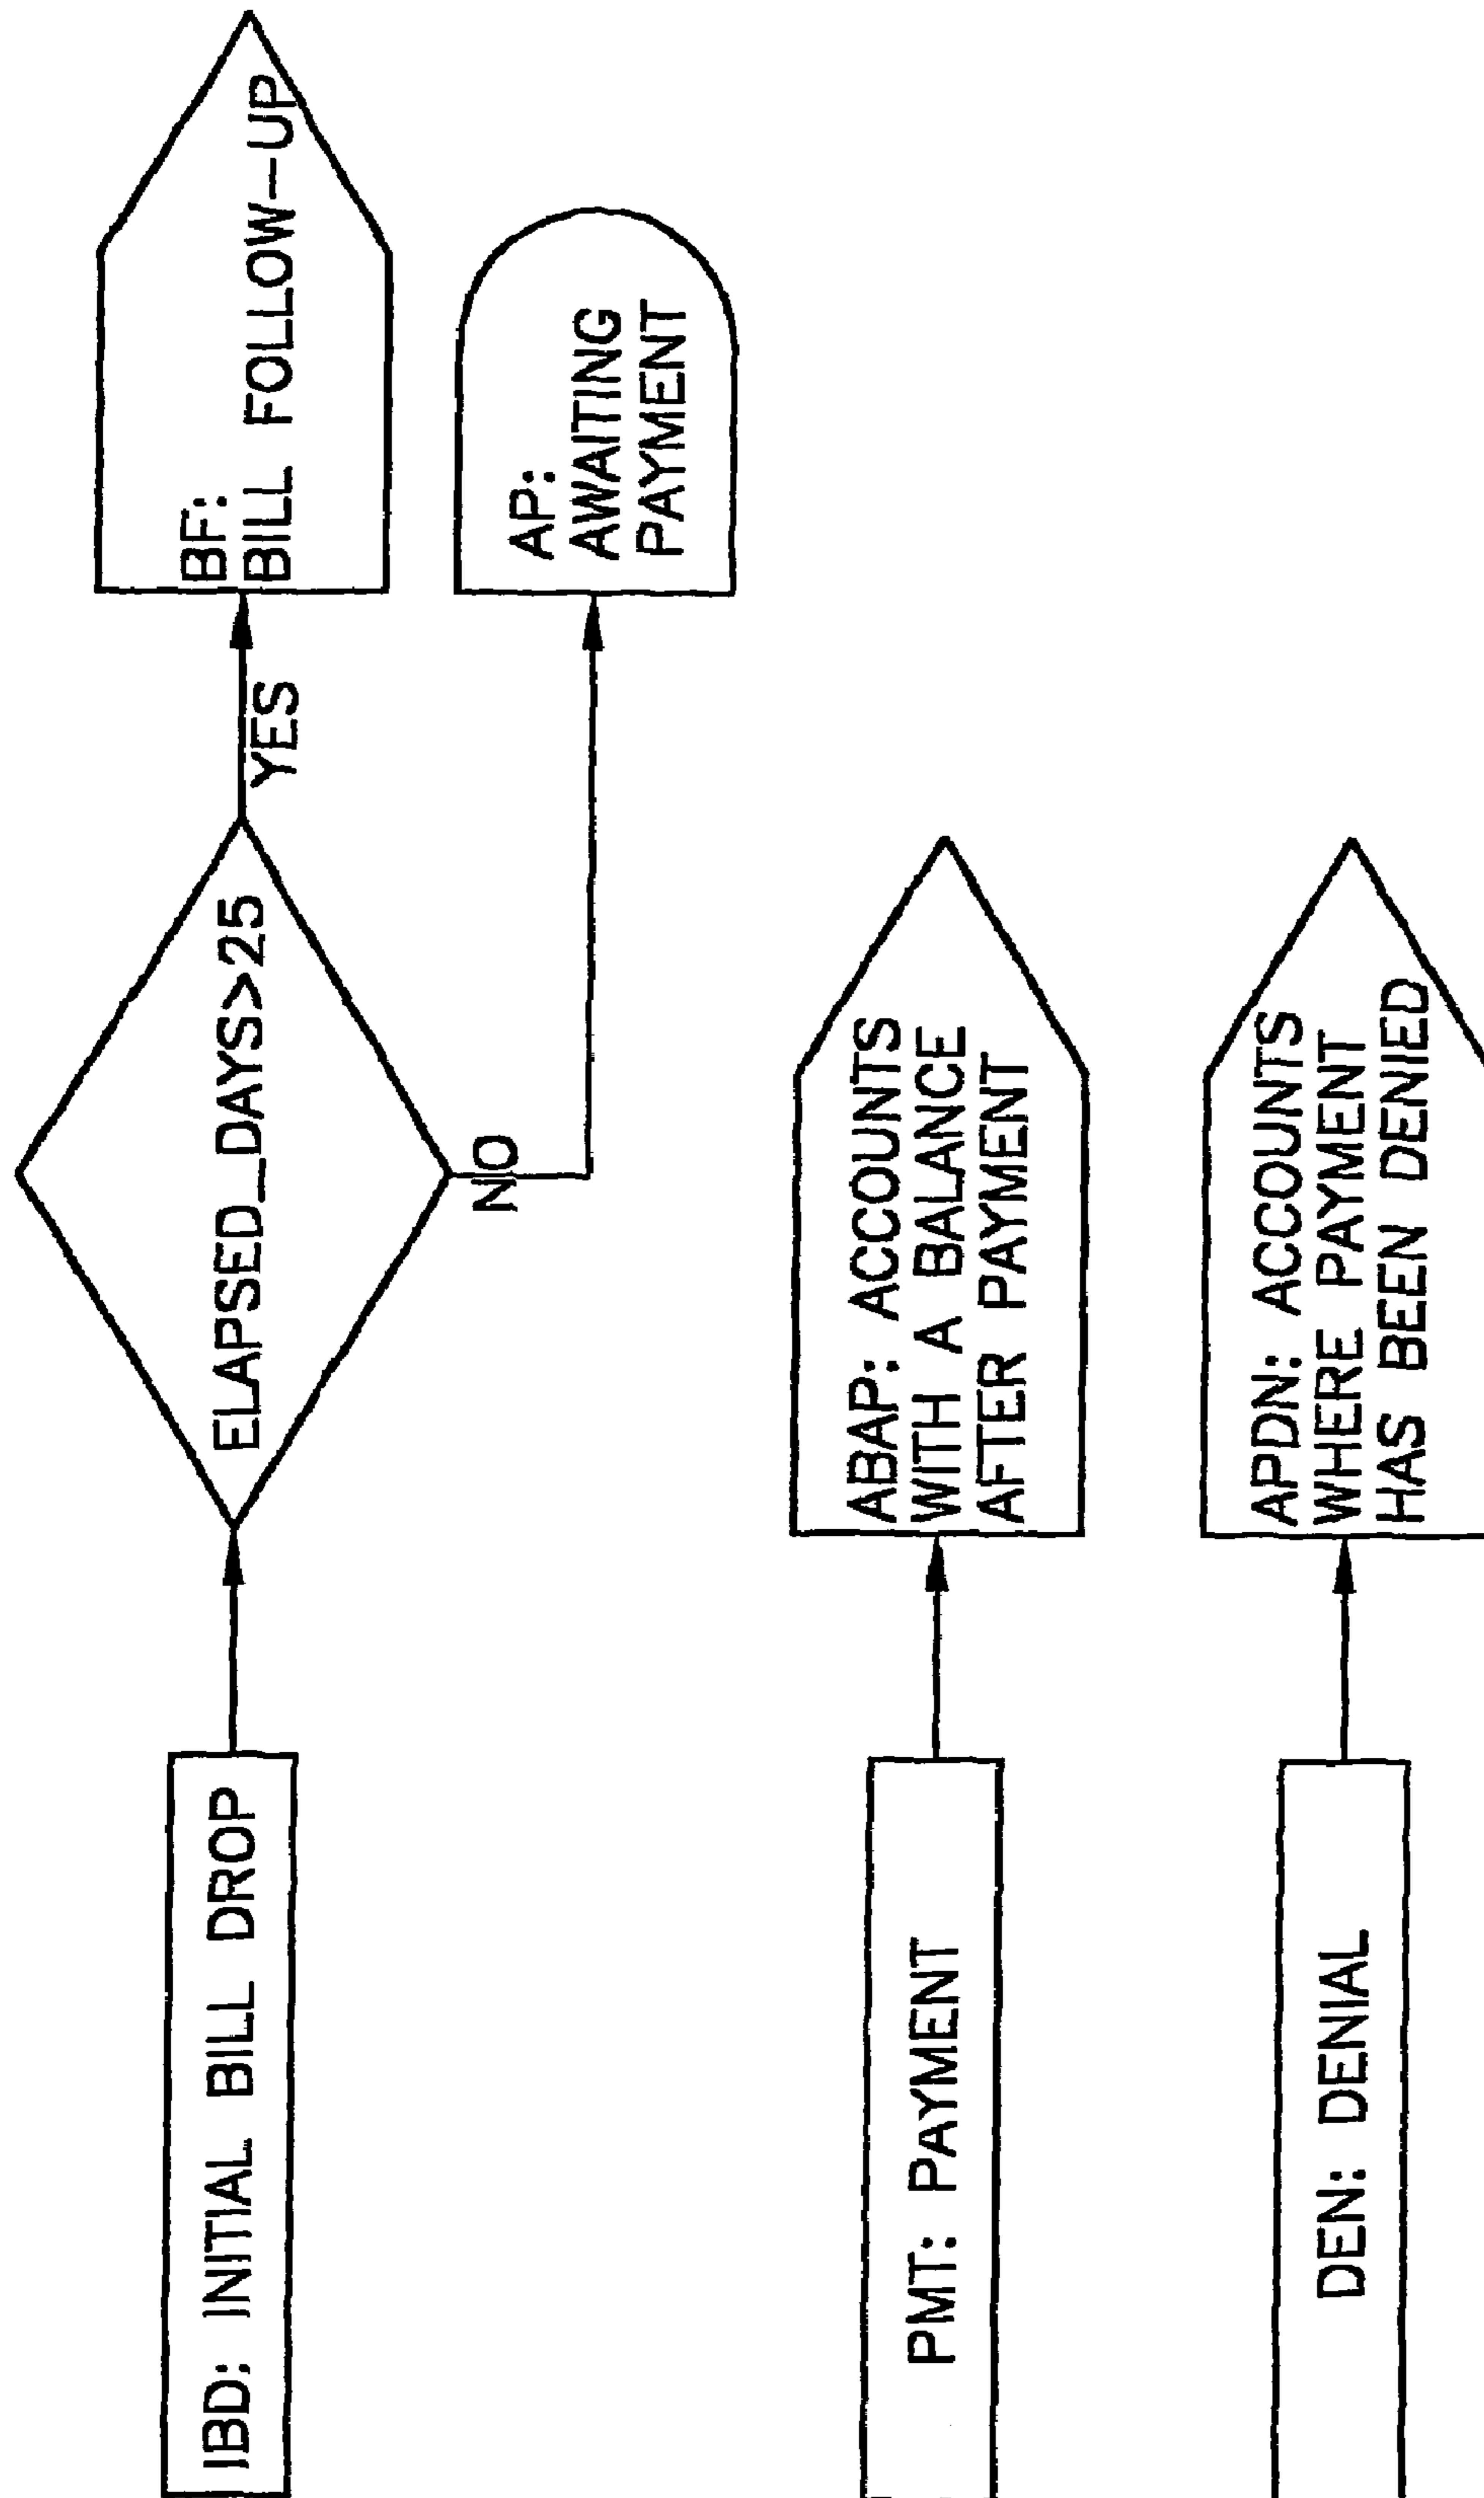 IBD: INITIAL BILL DROP
ELAPSED_DAYS>25
YES
BF:
BILL FOLLOW-UP
NO
AP:
AWAITING
PAYMENT
PMT: PAYMENT
ABAP: ACCOUNTS
WITH A BALANCE
AFTER PAYMENT
DEN: DENIAL
APDN: ACCOUNTS
WHERE PAYMENT
HAS BEEN DENIED